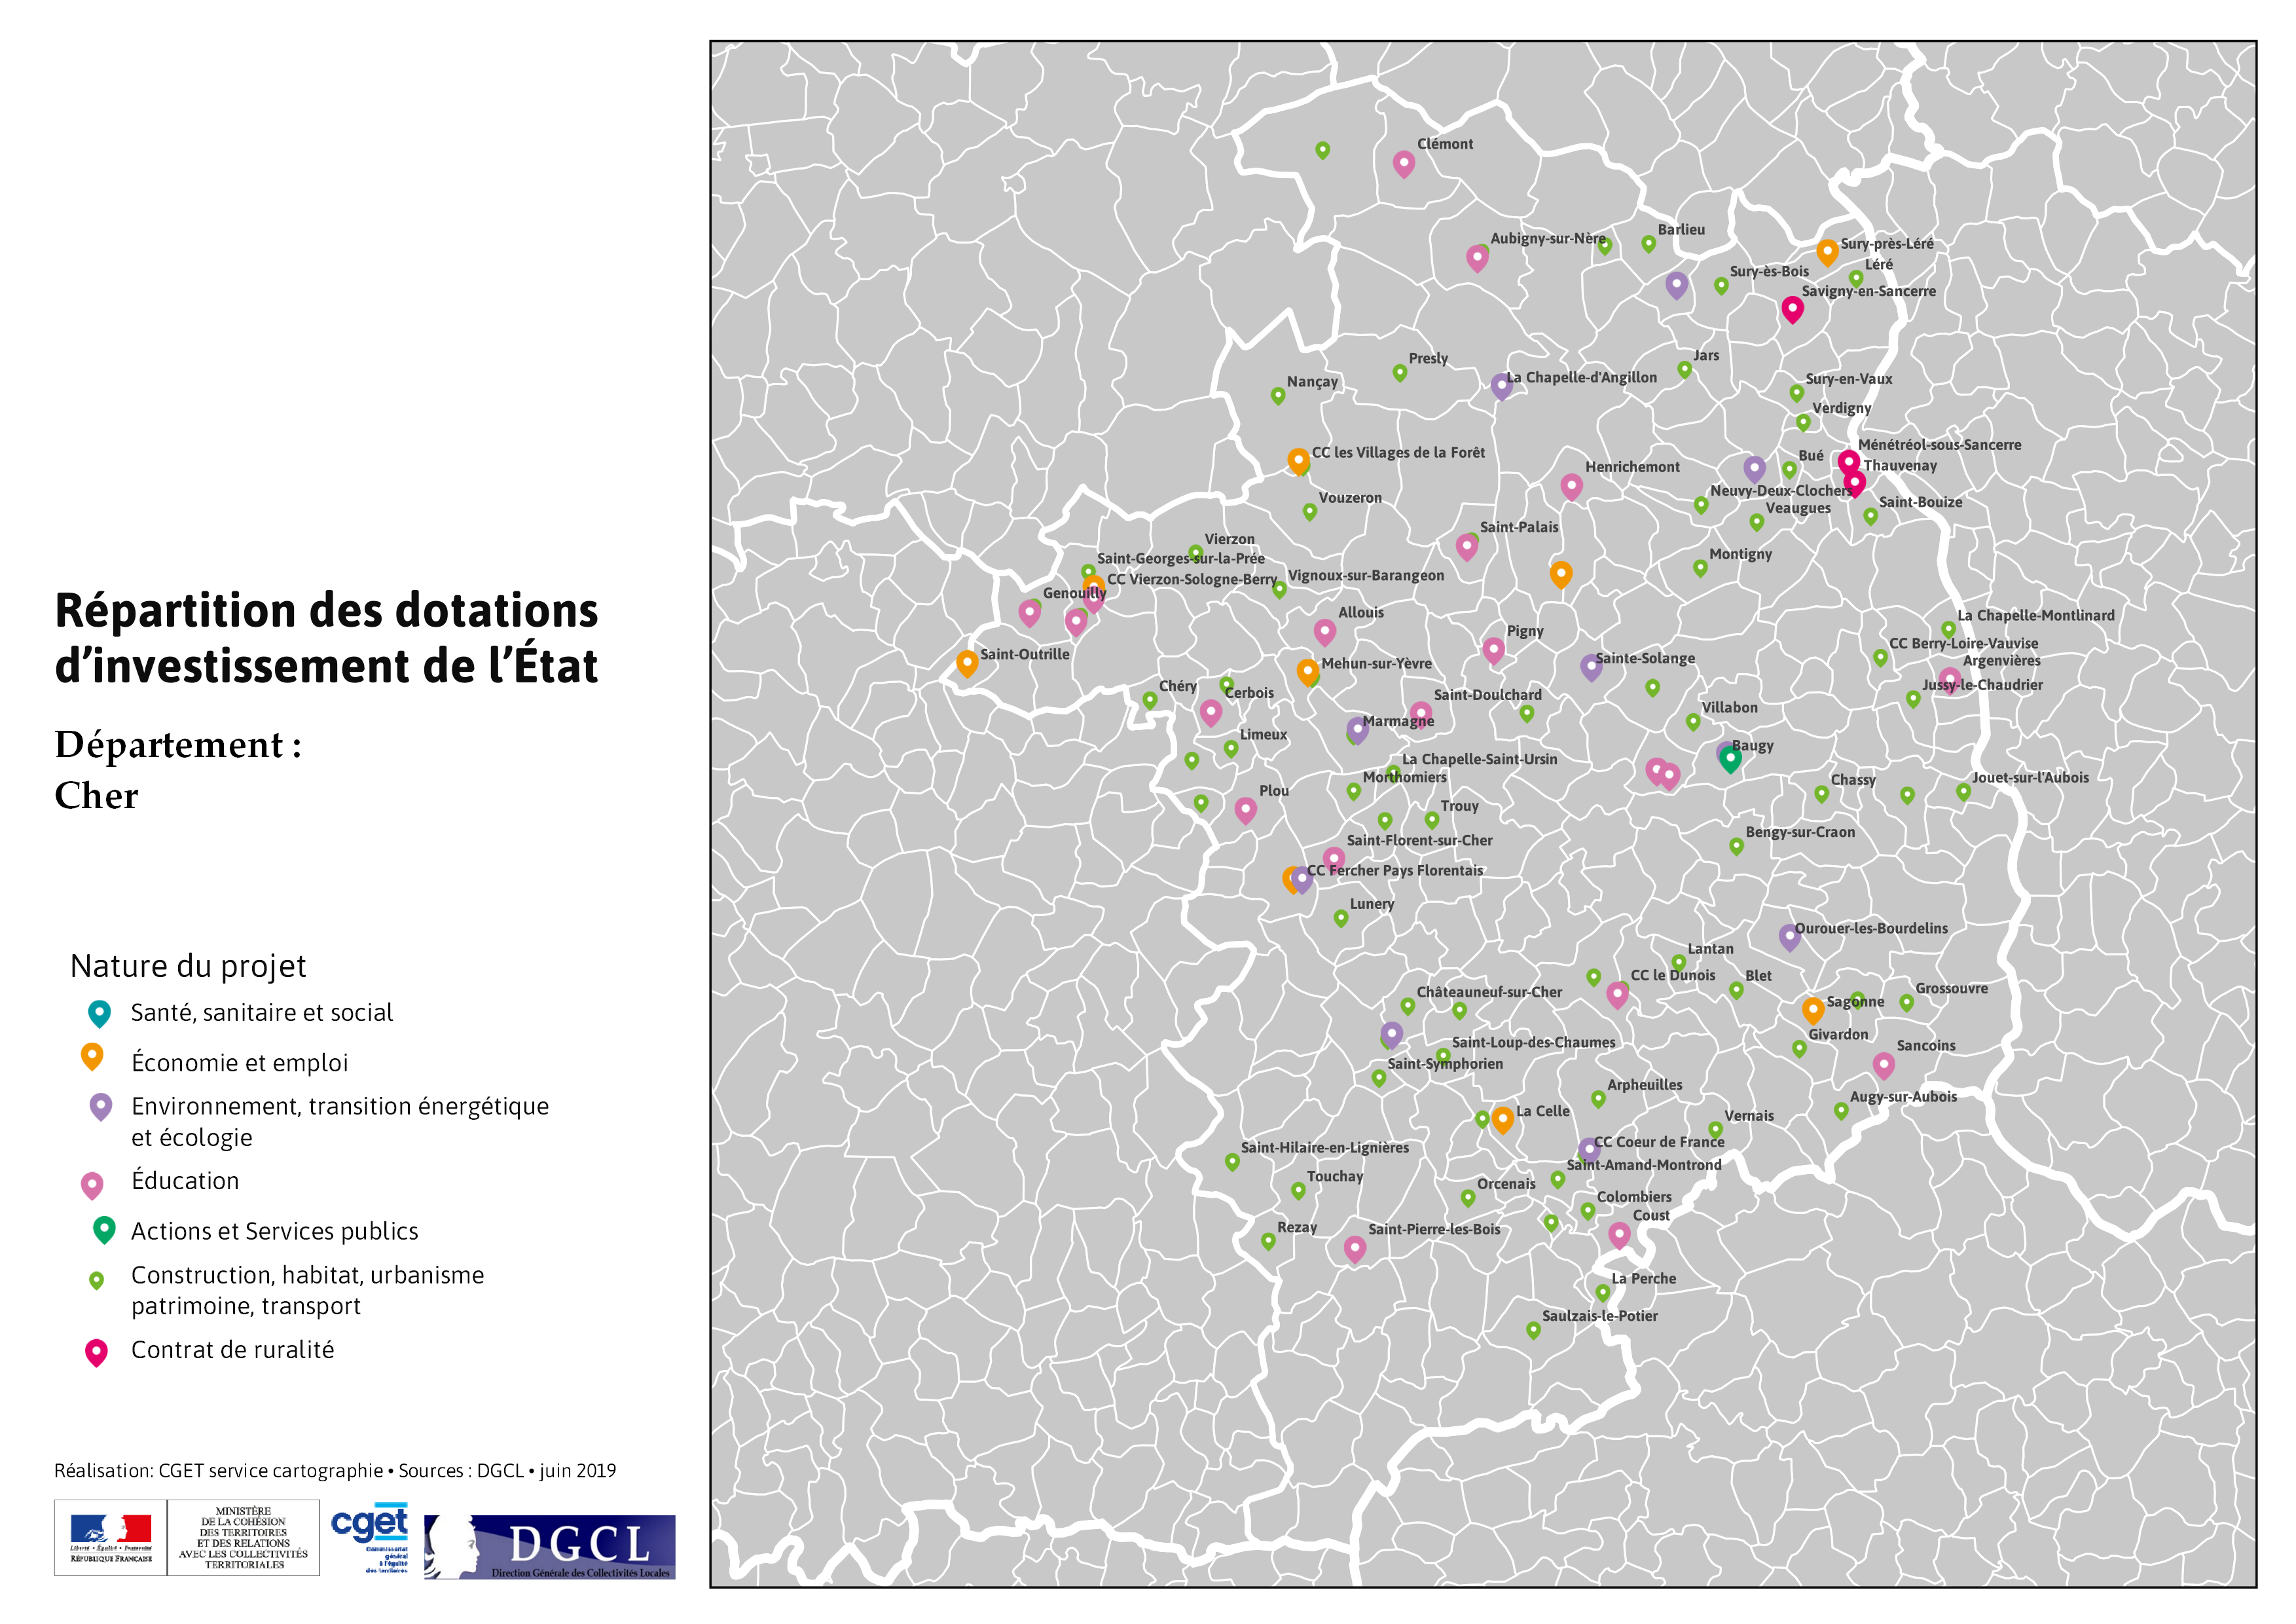 Répartition des dotations
d'investissement de l'État
Département :
Cher
Nature du projet
Santé, sanitaire et social
Économie et emploi
Environnement, transition énergétique
et écologie
Éducation
Actions et Services publics
Construction, habitat, urbanisme
patrimoine, transport
Contrat de ruralité
Réalisation: CGET service cartographie • Sources : DGCL • juin 2019
Liberté • Égalité • Fraternité
RÉPUBLIQUE FRANÇAISE
MINISTÈRE
DE LA COHÉSION
DES TERRITOIRES
ET DES RELATIONS
AVEC LES COLLECTIVITÉS
TERRITORIALES
cget
Commissariat
général
à l'égalité
des territoires
DGCL
Direction Générale des Collectivités Locales
Clémont
Barlieu
Aubigny-sur-Nère
Sury-près-Léré
Léré
Sury-ès-Bois
Savigny-en-Sancerre
Jars
Presly
La Chapelle-d'Angillon
Nançay
Sury-en-Vaux
Verdigny
Ménétréol-sous-Sancerre
CC les Villages de la Forêt
Bué
Thauvenay
Henrichemont
Neuvy-Deux-Clochers
Vouzeron
Saint-Bouize
Veaugues
Saint-Palais
Vierzon
Montigny
Saint-Georges-sur-la-Prée
CC Vierzon-Sologne-Berry
Vignoux-sur-Barangeon
Genouilly
Allouis
La Chapelle-Montlinard
Pigny
CC Berry-Loire-Vauvise
Saint-Outrille
Sainte-Solange
Argenvières
Mehun-sur-Yèvre
Chéry
Jussy-le-Chaudrier
Cerbois
Saint-Doulchard
Villabon
Marmagne
Limeux
Baugy
La Chapelle-Saint-Ursin
Morthomiers
Chassy
Jouet-sur-l'Aubois
Plou
Trouy
Bengy-sur-Craon
Saint-Florent-sur-Cher
CC Fercher Pays Florentais
Lunery
Ourouer-les-Bourdelins
Lantan
CC le Dunois
Blet
Grossouvre
Châteauneuf-sur-Cher
Sagonne
Givardon
Saint-Loup-des-Chaumes
Sancoins
Saint-Symphorien
Arpheuilles
Augy-sur-Aubois
La Celle
Vernais
CC Coeur de France
Saint-Hilaire-en-Lignières
Saint-Amand-Montrond
Touchay
Orcenais
Colombiers
Coust
Rezay
Saint-Pierre-les-Bois
La Perche
Saulzais-le-Potier